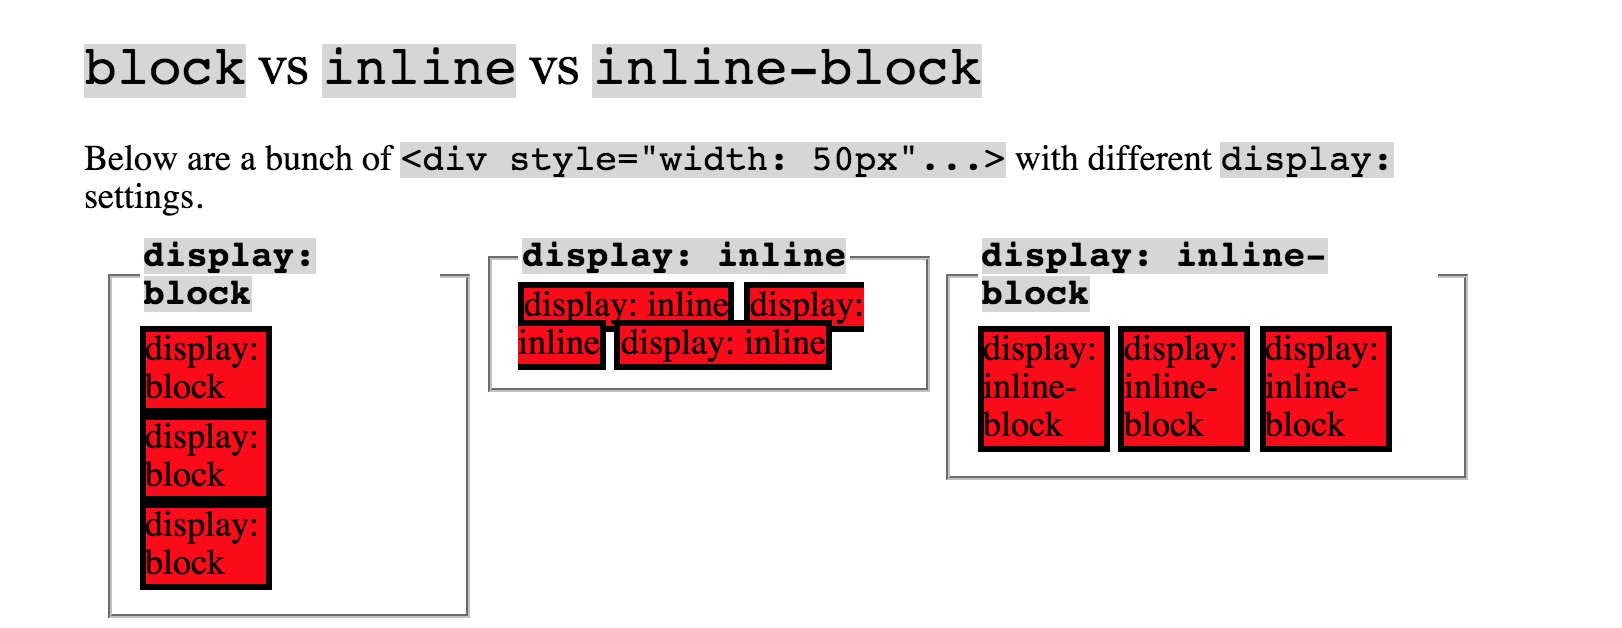 block vs inline vs inline-block
Below are a bunch of <div style="width: 50px"...> with different display:
settings.
display:
block
display:
block
display:
block
display:
block
display: inline
display: inline display:
inline display: inline
display: inline-
block
display:
inline-
block
display:
inline-
block
display:
inline-
block